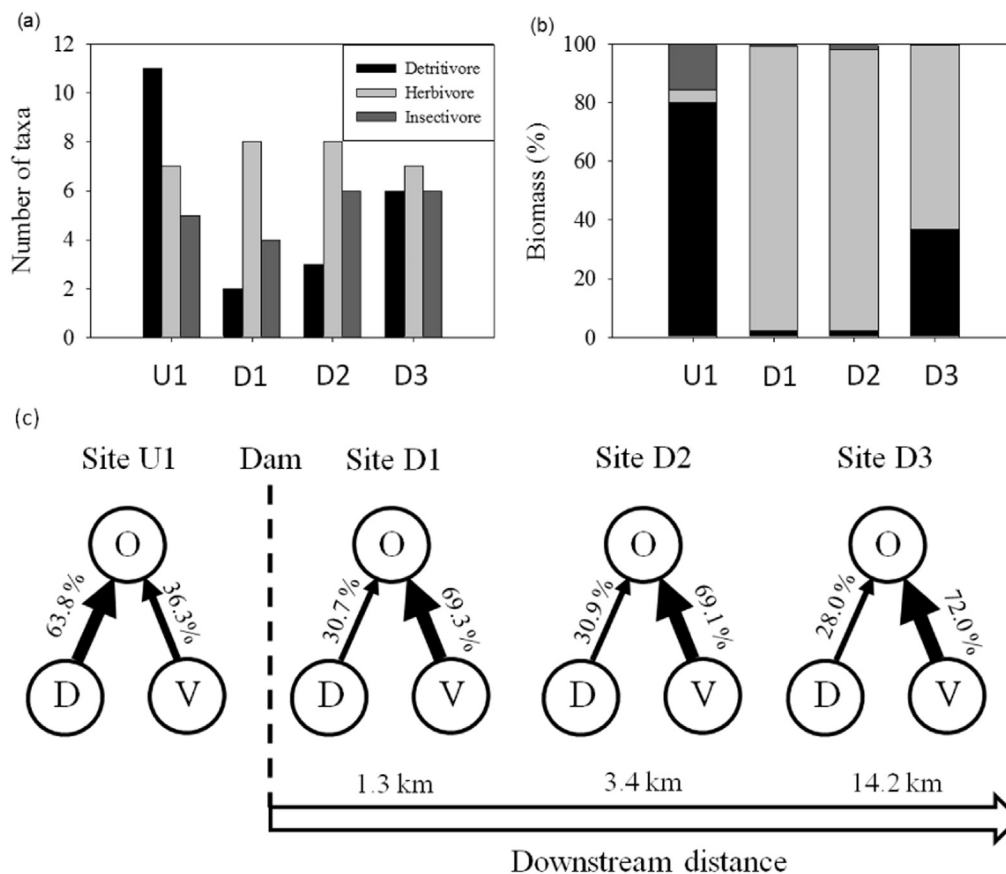 (a)
12
10
8
6
4
2
0
Number of taxa
Detritivore
Herbivore
Insectivore
U1 D1 D2 D3
(b)
100
80
60
40
20
0
Biomass (%)
U1 D1 D2 D3
(c)
Site U1 Dam Site D1 Site D2 Site D3
O O O O
63.8% 36.3% 30.7% 69.3% 30.9% 69.1% 28.0% 72.0%
D V D V D V D V
1.3 km 3.4 km 14.2 km
Downstream distance